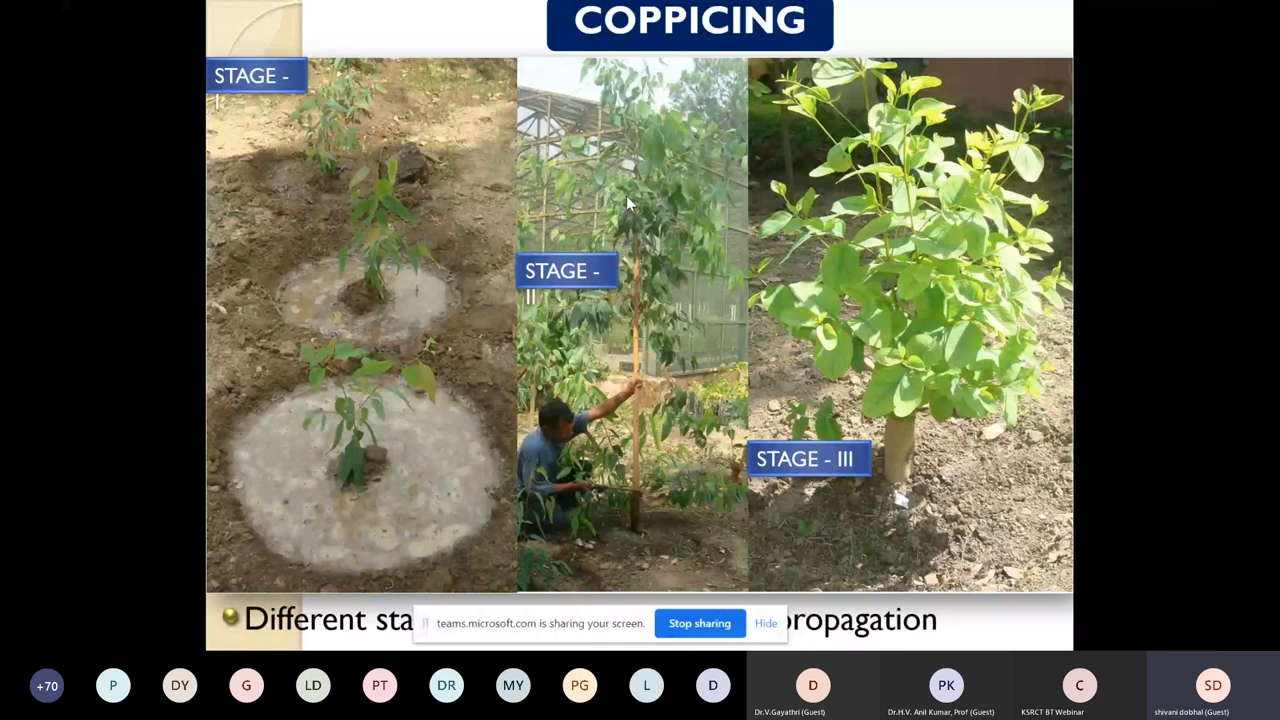 COPPICING
STAGE -
I
STAGE -
II
STAGE - III
Different sta
propagation
teams.microsoft.com is sharing your screen.
Stop sharing
Hide
+70
P
DY
G
LD
PT
DR
MY
PG
L
D
D
PK
C
SD
Dr.V.Gayathri (Guest)
Dr.H.V. Anil Kumar, Prof (Guest)
KSRCT BT Webinar
shivani dobhal (Guest)